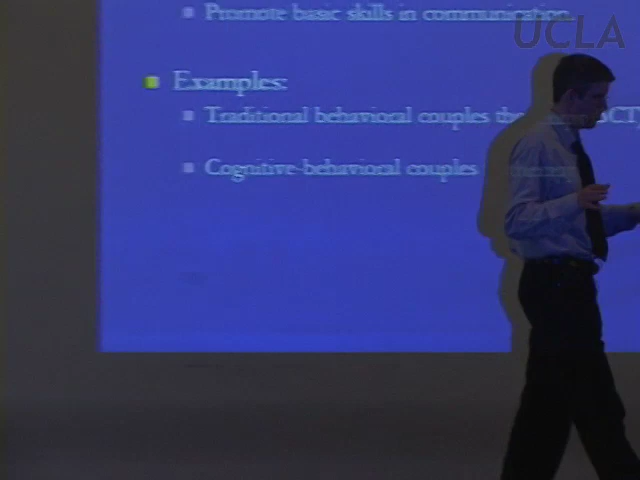 Promote basic skills in communication
UCLA
Examples:
Traditional behavioral couples
Cognitive-behavioral couples